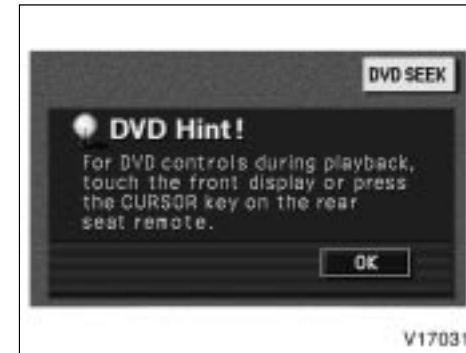 DVD SEEK
DVD Hint!
For DVD controls during playback,
touch the front display or press
the CURSOR key on the rear
seat remote.
OK
V17031